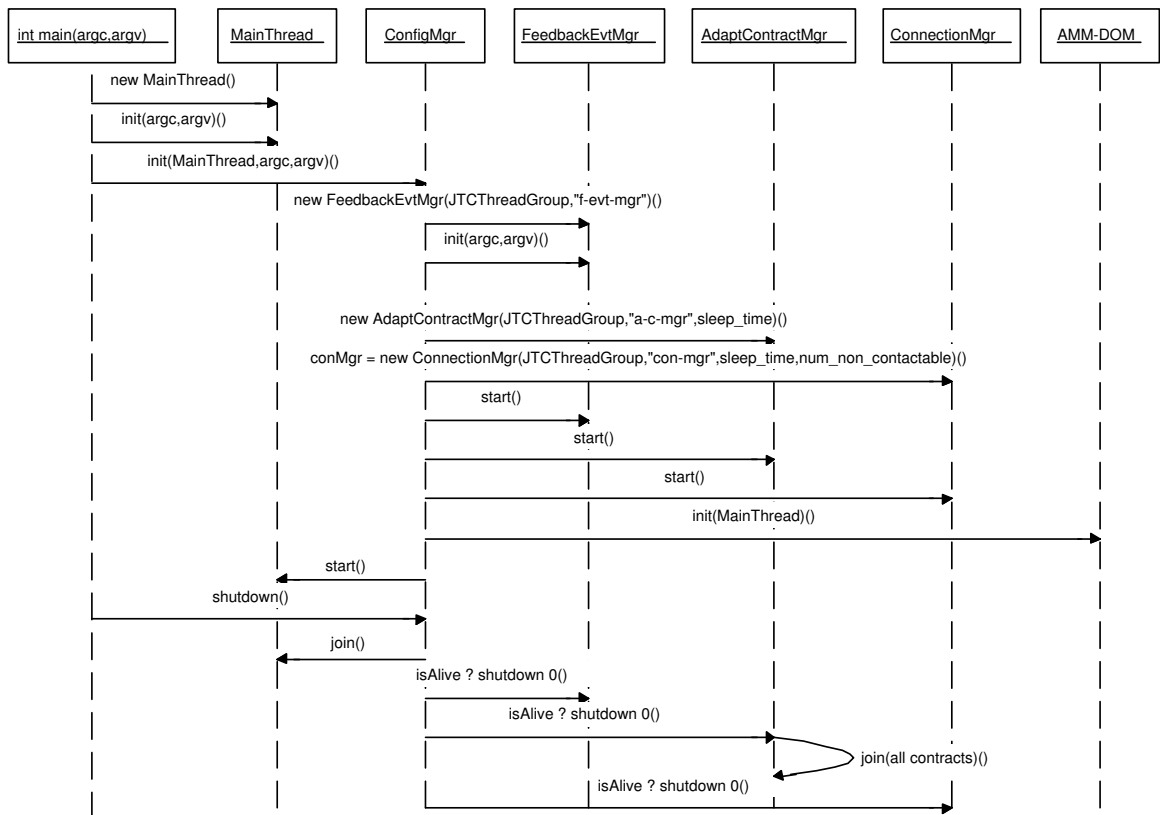 int main(argc,argv)
MainThread
ConfigMgr
FeedbackEvtMgr
AdaptContractMgr
ConnectionMgr
AMM-DOM
new MainThread()
init(argc,argv)()
init(MainThread,argc,argv)()
new FeedbackEvtMgr(JTCThreadGroup,"f-evt-mgr")()
init(argc,argv)()
new AdaptContractMgr(JTCThreadGroup,"a-c-mgr",sleep_time)()
conMgr = new ConnectionMgr(JTCThreadGroup,"con-mgr",sleep_time,num_non_contactable)()
start()
start()
start()
init(MainThread)()
start()
shutdown()
join()
isAlive ? shutdown 0()
isAlive ? shutdown 0()
join(all contracts)()
isAlive ? shutdown 0()